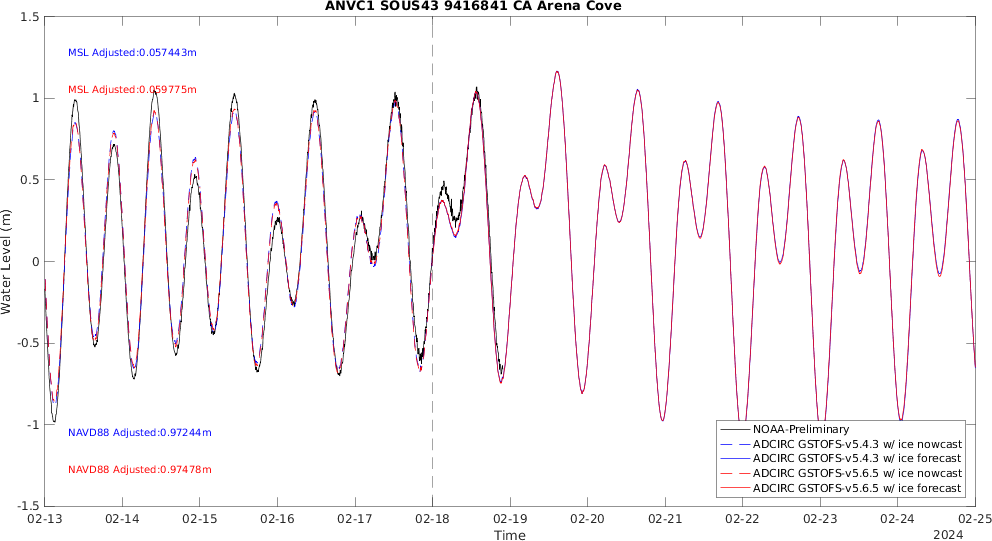 ANVC1 SOUS43 9416841 CA Arena Cove
1.5
MSL Adjusted:0.057443m
MSL Adjusted:0.059775m
1
0.5
0
-0.5
-1
-1.5
Water Level (m)
NAVD88 Adjusted:0.97244m
NAVD88 Adjusted:0.97478m
NOAA-Preliminary
ADCIRC GSTOFS-v5.4.3 w/ ice nowcast
ADCIRC GSTOFS-v5.4.3 w/ ice forecast
ADCIRC GSTOFS-v5.6.5 w/ ice nowcast
ADCIRC GSTOFS-v5.6.5 w/ ice forecast
02-13 02-14 02-15 02-16 02-17 02-18 02-19 02-20 02-21 02-22 02-23 02-24 02-25
Time
2024